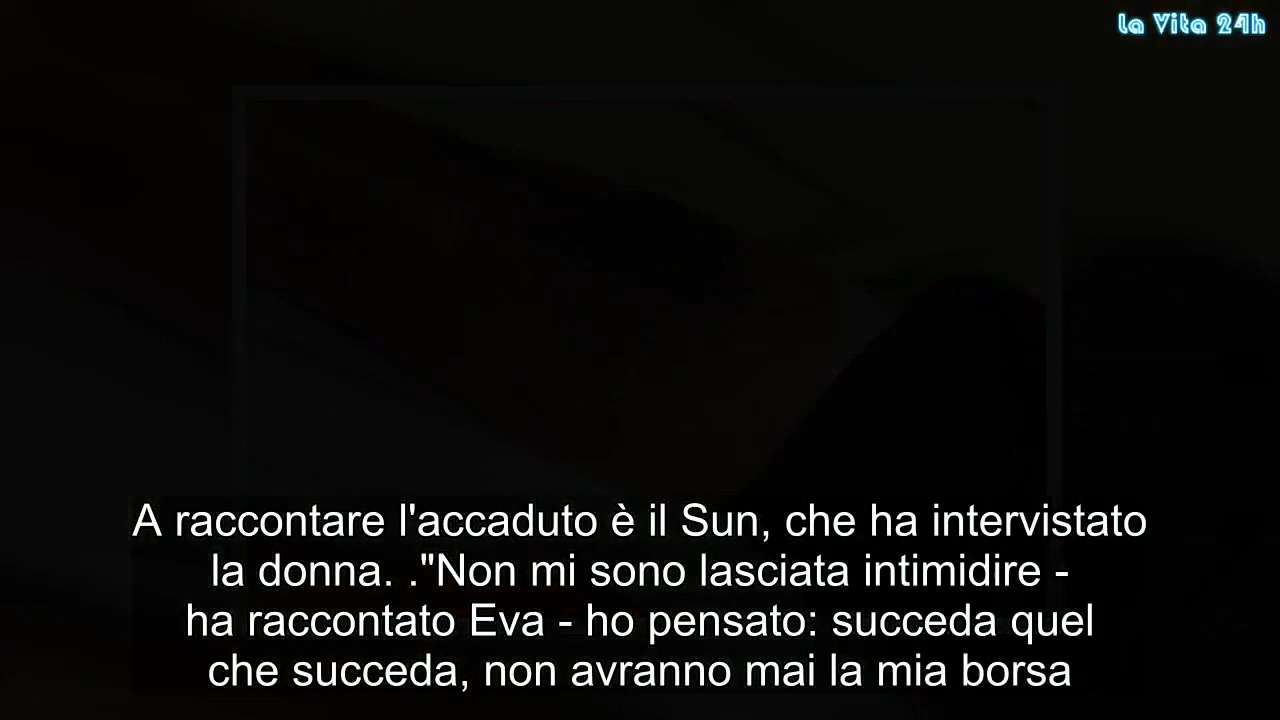 la Vita 24h
A raccontare l'accaduto è il Sun, che ha intervistato
la donna. ."Non mi sono lasciata intimidire -
ha raccontato Eva - ho pensato: succeda quel
che succeda, non avranno mai la mia borsa